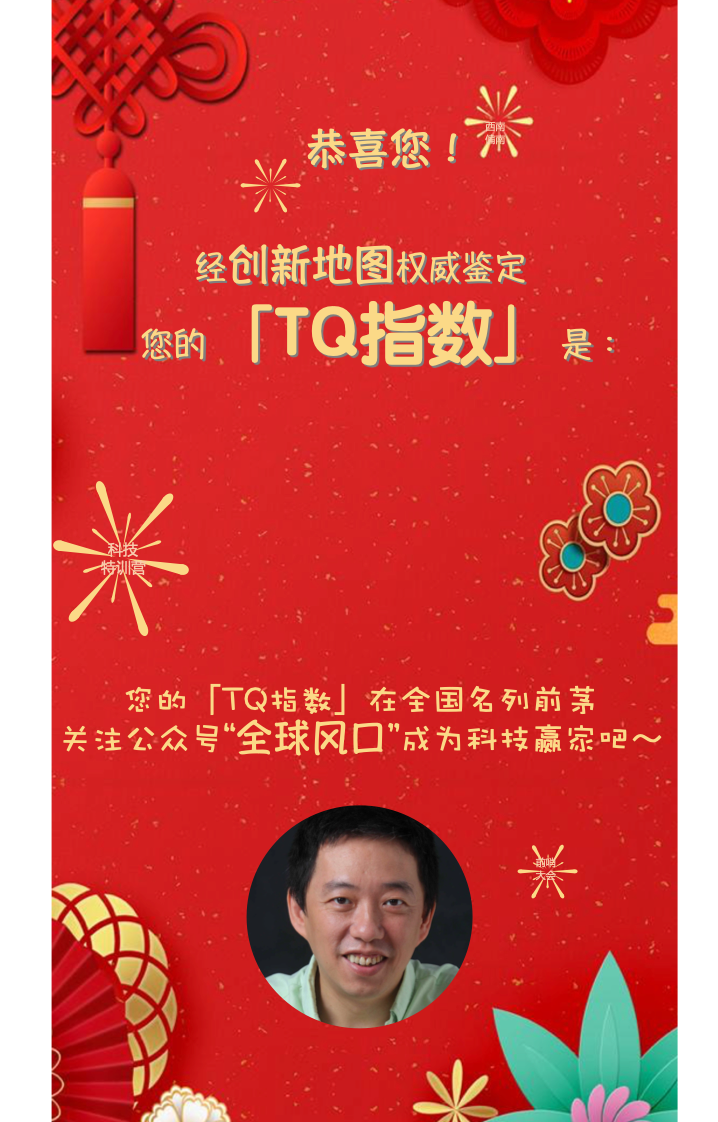 西南
偏南
恭喜您！
经创新地图权威鉴定
您的「TQ指数」是：
科技
特训营
您的「TQ指数」在全国名列前茅
关注公众号“全球风口”成为科技赢家吧～
前哨
大会